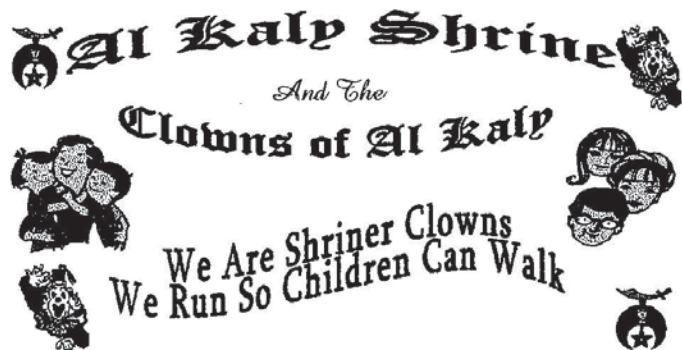 Al Kaly Shrine
And The
Clowns of Al Kaly
We Are Shriner Clowns
We Run So Children Can Walk